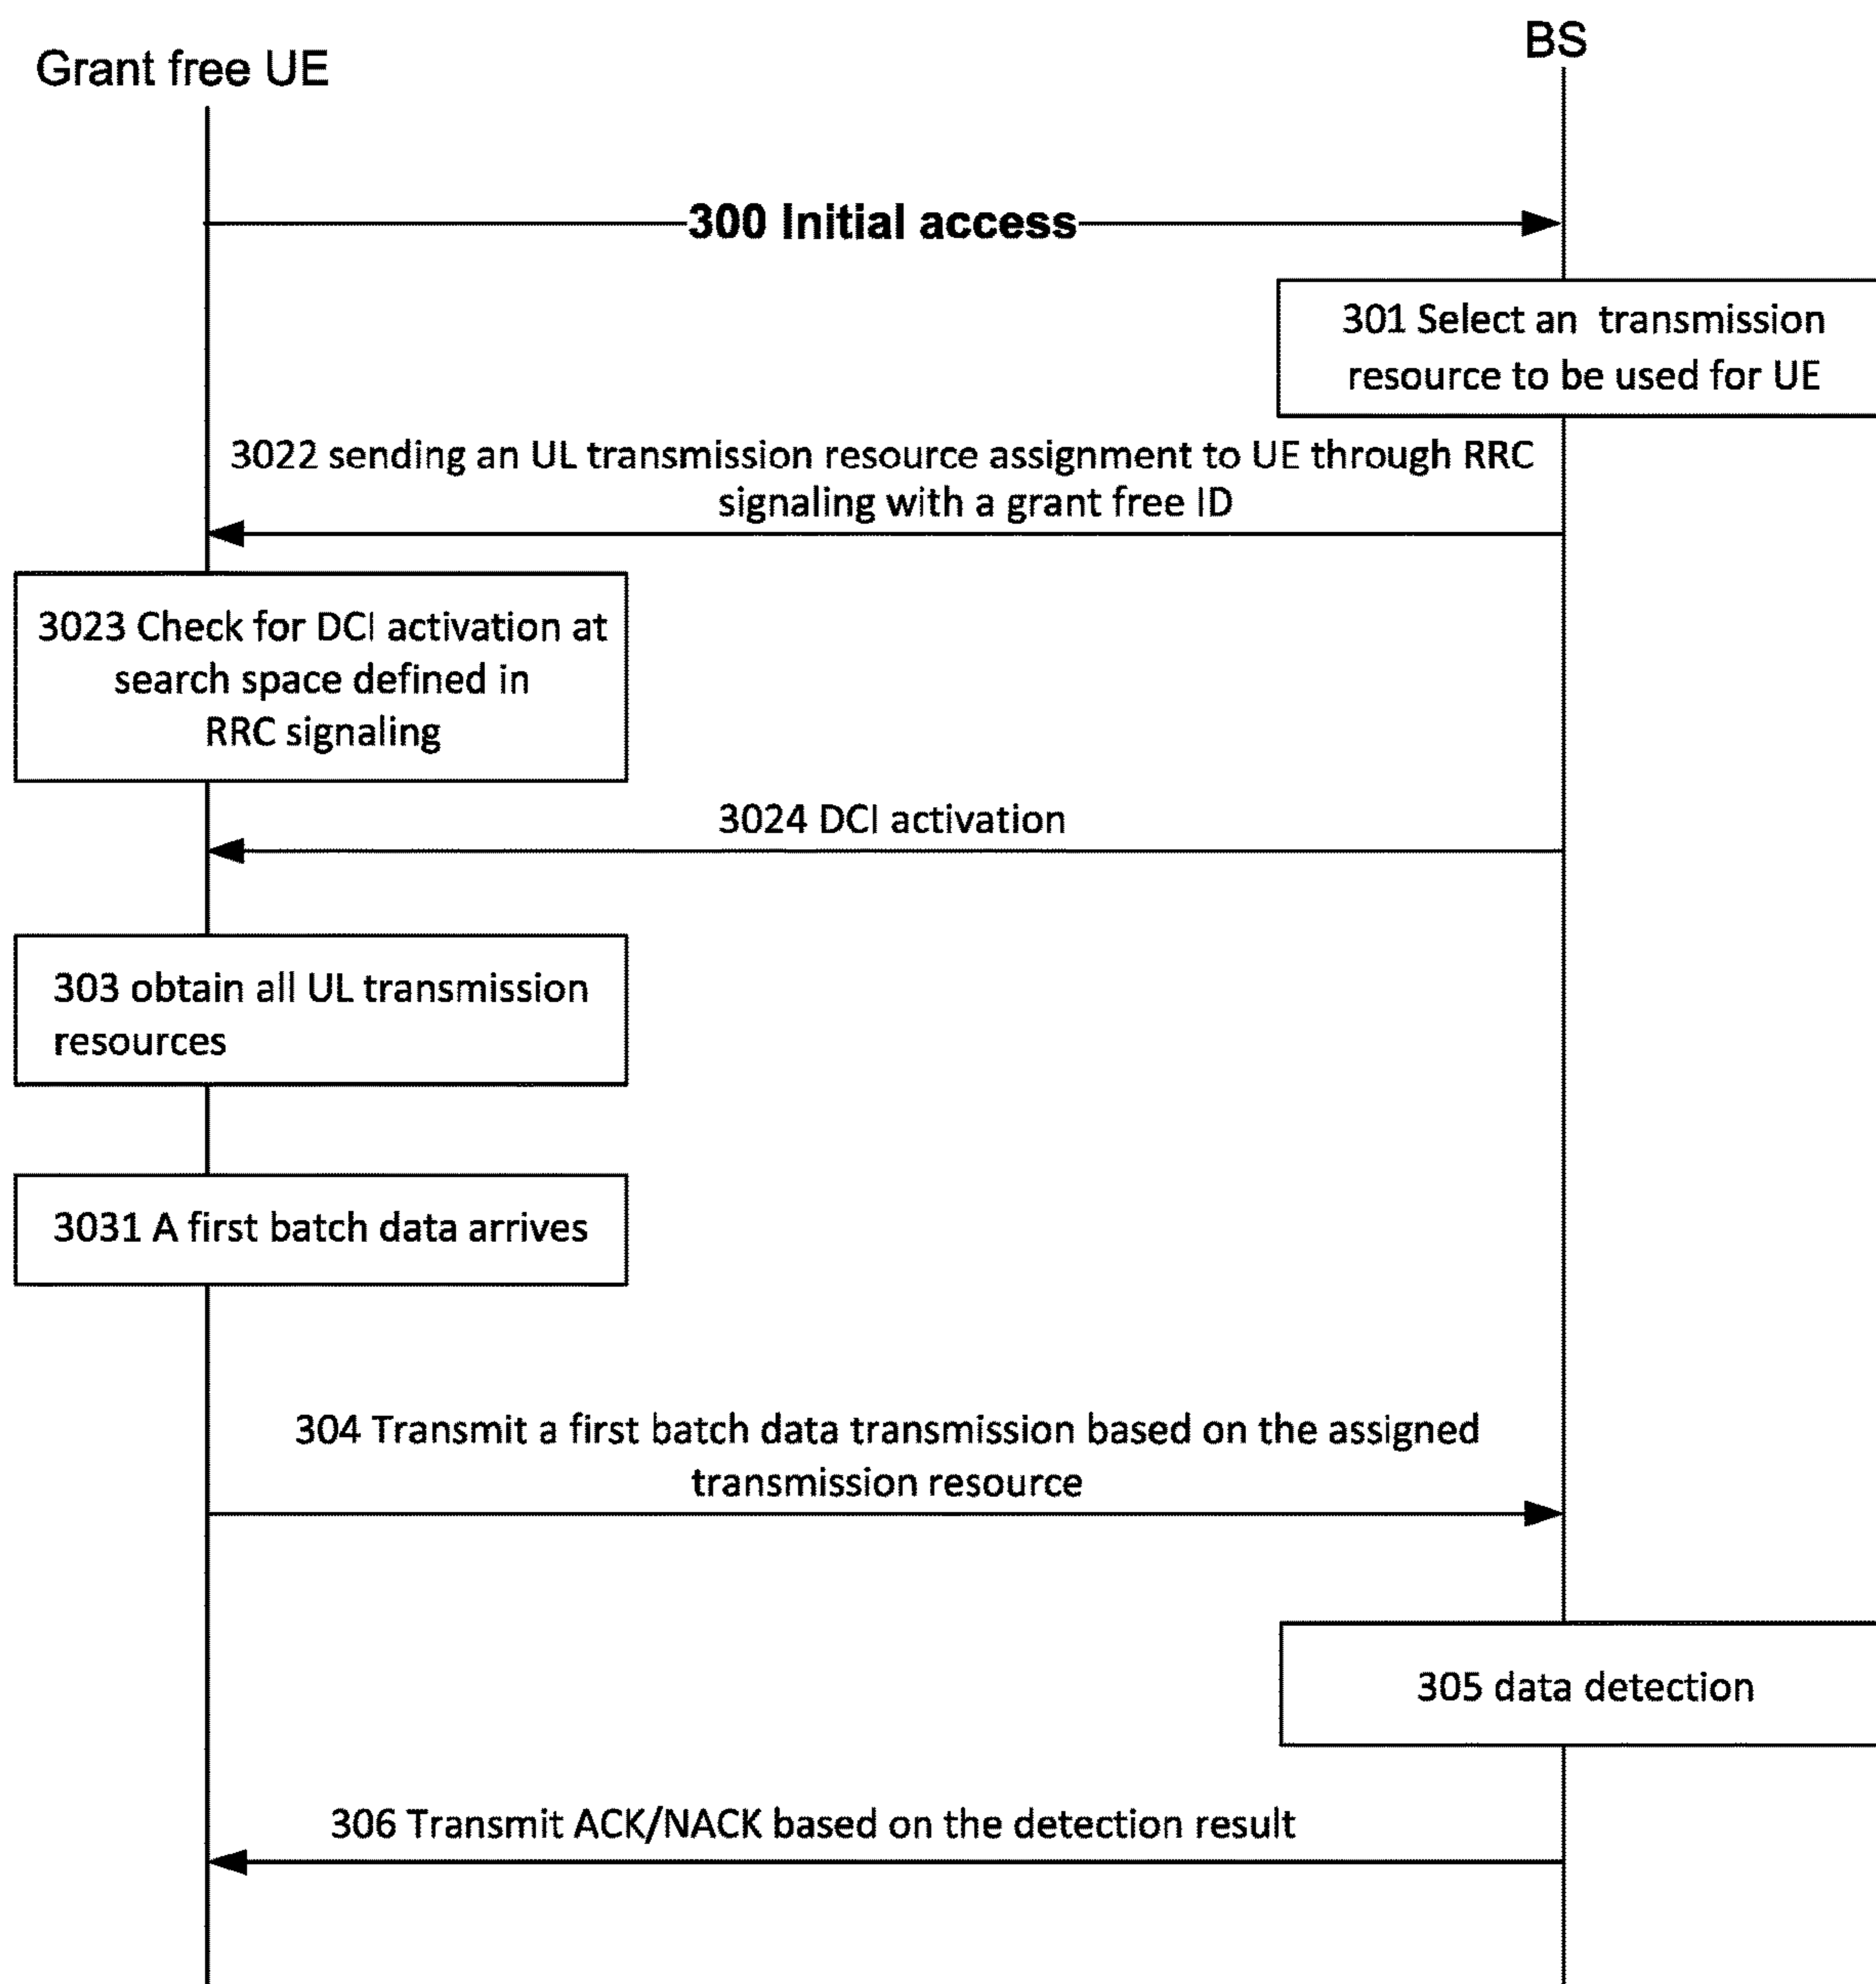 Grant free UE
BS
300 Initial access
301 Select an transmission
resource to be used for UE
3022 sending an UL transmission resource assignment to UE through RRC
signaling with a grant free ID
3023 Check for DCI activation at
search space defined in
RRC signaling
3024 DCI activation
303 obtain all UL transmission
resources
3031 A first batch data arrives
304 Transmit a first batch data transmission based on the assigned
transmission resource
305 data detection
306 Transmit ACK/NACK based on the detection result